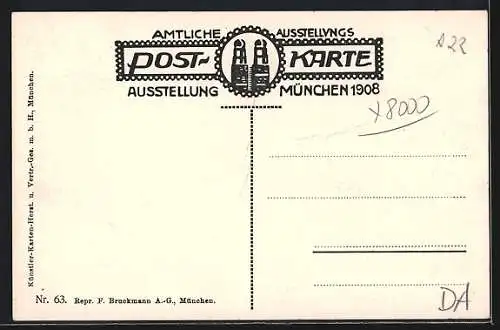 AMTLICHE AUSSTELLVNGS
POST- KARTE
AUSSTELLUNG MÜNCHEN 1908
A22
x8000
Künstler-Karten-Herst. u. Vertr.-Ges. m. b. H., München.
Nr. 63. Repr. F. Bruckmann A.-G., München.
DA